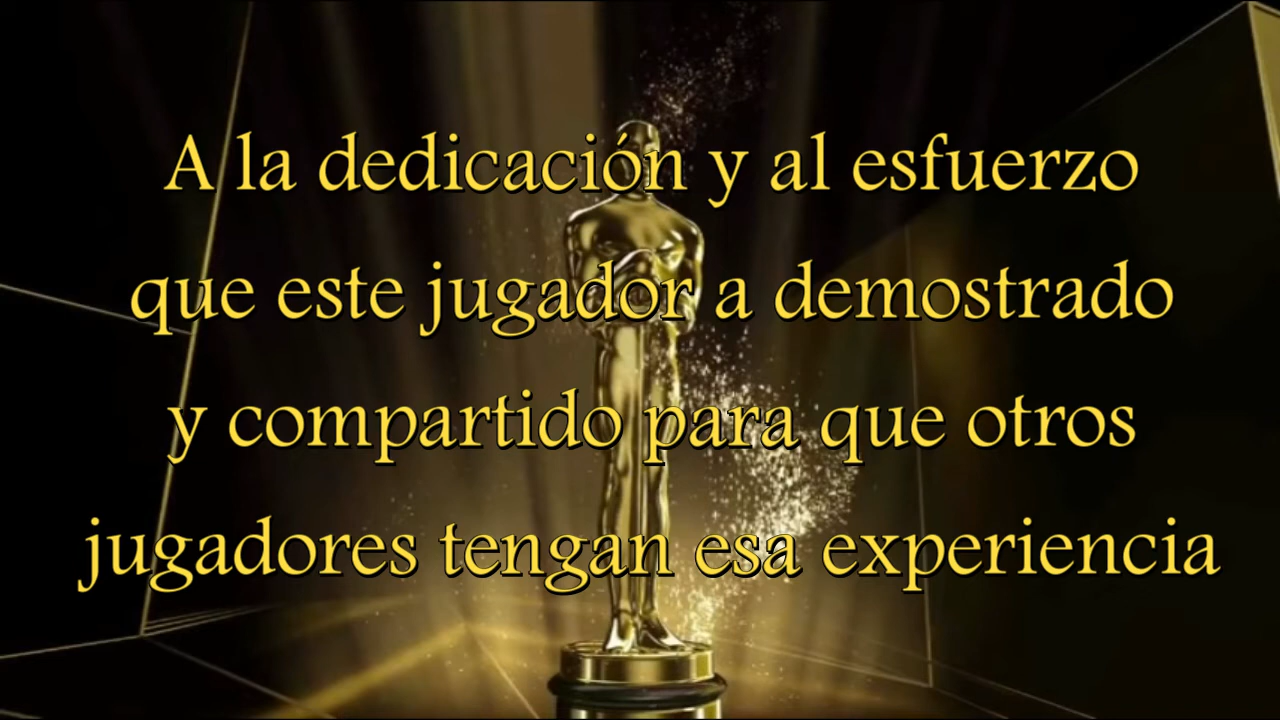 A la dedicación y al esfuerzo
que este jugador a demostrado
y compartido para que otros
jugadores tengan esa experiencia